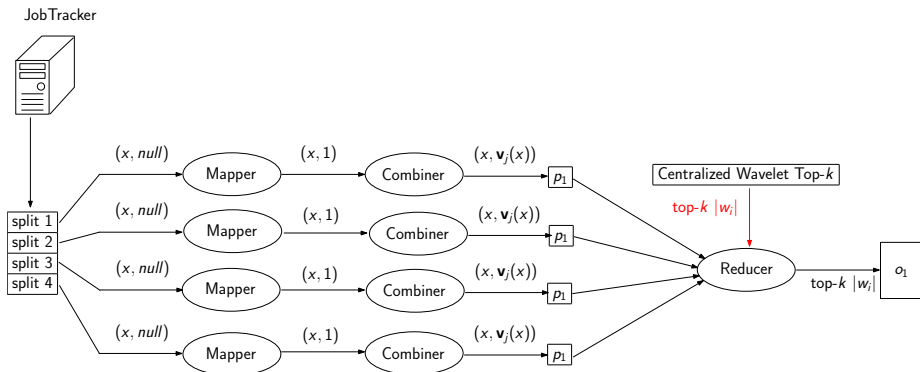 JobTracker
(x, null)
Mapper
(x, 1)
Combiner
(x, v_j(x))
p_1
Centralized Wavelet Top-k
top-k |w_i|
split 1
split 2
split 3
split 4
(x, null)
Mapper
(x, 1)
Combiner
(x, v_j(x))
p_1
(x, null)
Mapper
(x, 1)
Combiner
(x, v_j(x))
p_1
Reducer
top-k |w_i|
o_1
(x, null)
Mapper
(x, 1)
Combiner
(x, v_j(x))
p_1